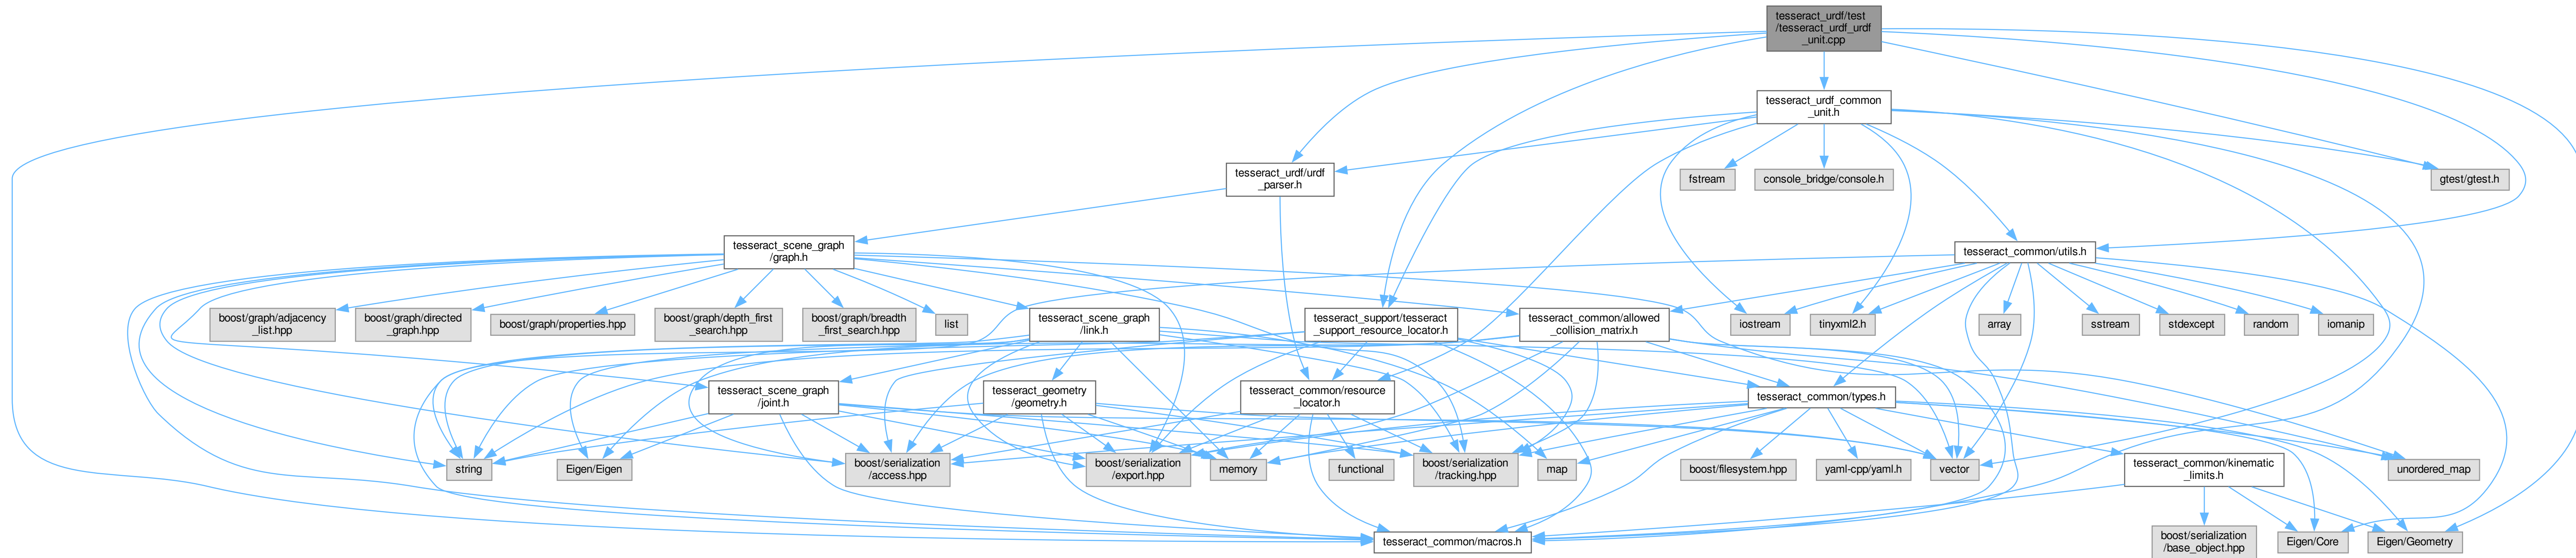 tesseract_urdf/test
/tesseract_urdf_urdf
_unit.cpp
tesseract_urdf_common
_unit.h
tesseract_urdf/urdf
_parser.h
fstream
console_bridge/console.h
gtest/gtest.h
tesseract_scene_graph
/graph.h
tesseract_common/utils.h
boost/graph/adjacency
_list.hpp
boost/graph/directed
_graph.hpp
boost/graph/properties.hpp
boost/graph/depth_first
_search.hpp
boost/graph/breadth
_first_search.hpp
list
tesseract_scene_graph
/link.h
tesseract_support/tesseract
_support_resource_locator.h
tesseract_common/allowed
_collision_matrix.h
iostream
tinyxml2.h
array
sstream
stdexcept
random
iomanip
tesseract_scene_graph
/joint.h
tesseract_geometry
/geometry.h
tesseract_common/resource
_locator.h
tesseract_common/types.h
string
Eigen/Eigen
boost/serialization
/access.hpp
boost/serialization
/export.hpp
memory
functional
boost/serialization
/tracking.hpp
map
boost/filesystem.hpp
yaml-cpp/yaml.h
vector
tesseract_common/kinematic
_limits.h
unordered_map
tesseract_common/macros.h
boost/serialization
/base_object.hpp
Eigen/Core
Eigen/Geometry